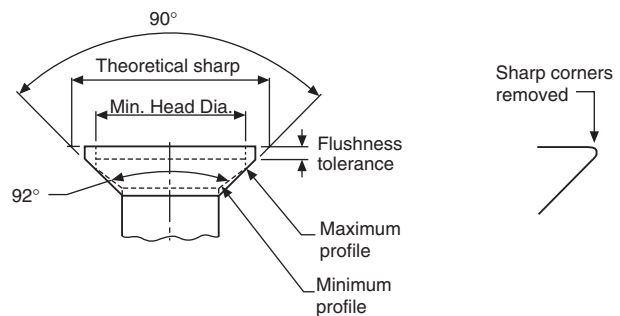 90°
Theoretical sharp
Min. Head Dia.
Flushness
tolerance
92°
Maximum
profile
Minimum
profile
Sharp corners
removed